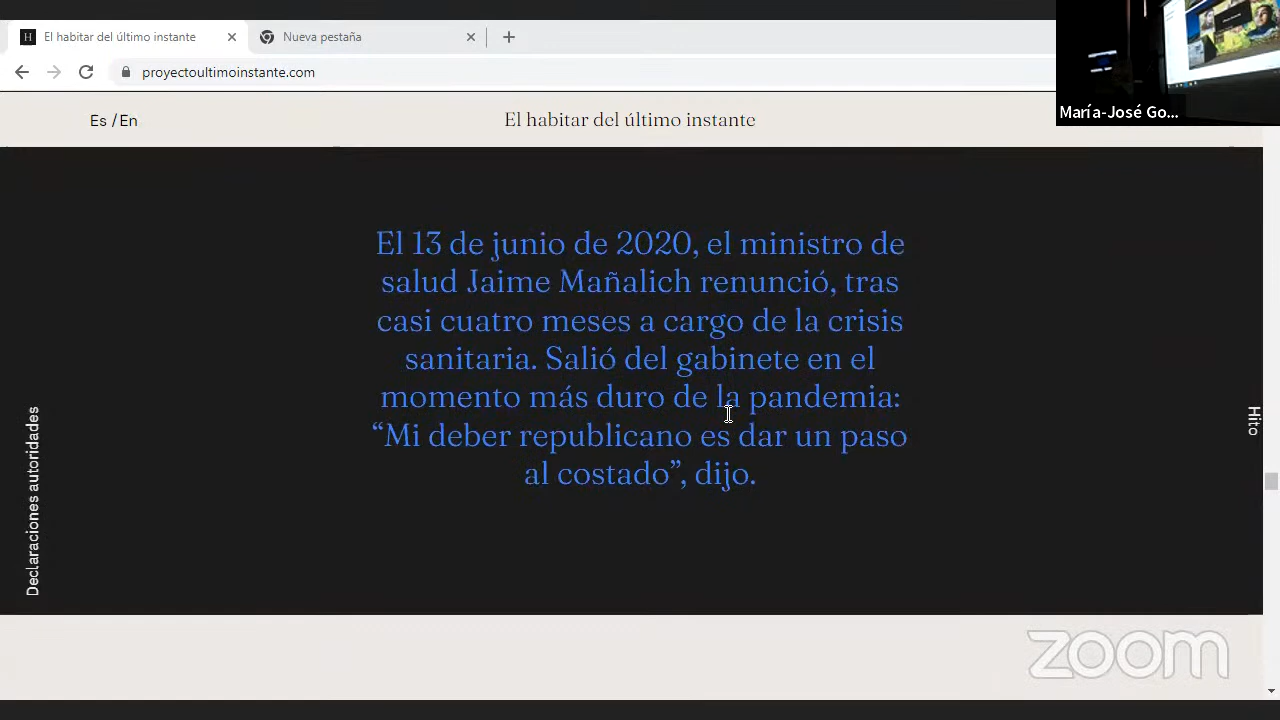 El habitar del último instante
Nueva pestaña
proyectoultimoinstante.com
María-José Go...
Es / En
El habitar del último instante
El 13 de junio de 2020, el ministro de
salud Jaime Mañalich renunció, tras
casi cuatro meses a cargo de la crisis
sanitaria. Salió del gabinete en el
momento más duro de la pandemia:
“Mi deber republicano es dar un paso
al costado”, dijo.
Declaraciones autoridades
Hito
zoom